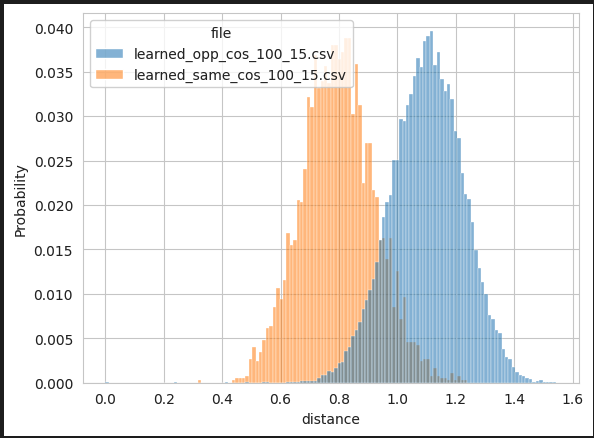 file
learned_opp_cos_100_15.csv
learned_same_cos_100_15.csv
0.040
0.035
0.030
0.025
0.020
0.015
0.010
0.005
0.000
Probability
0.0 0.2 0.4 0.6 0.8 1.0 1.2 1.4 1.6
distance